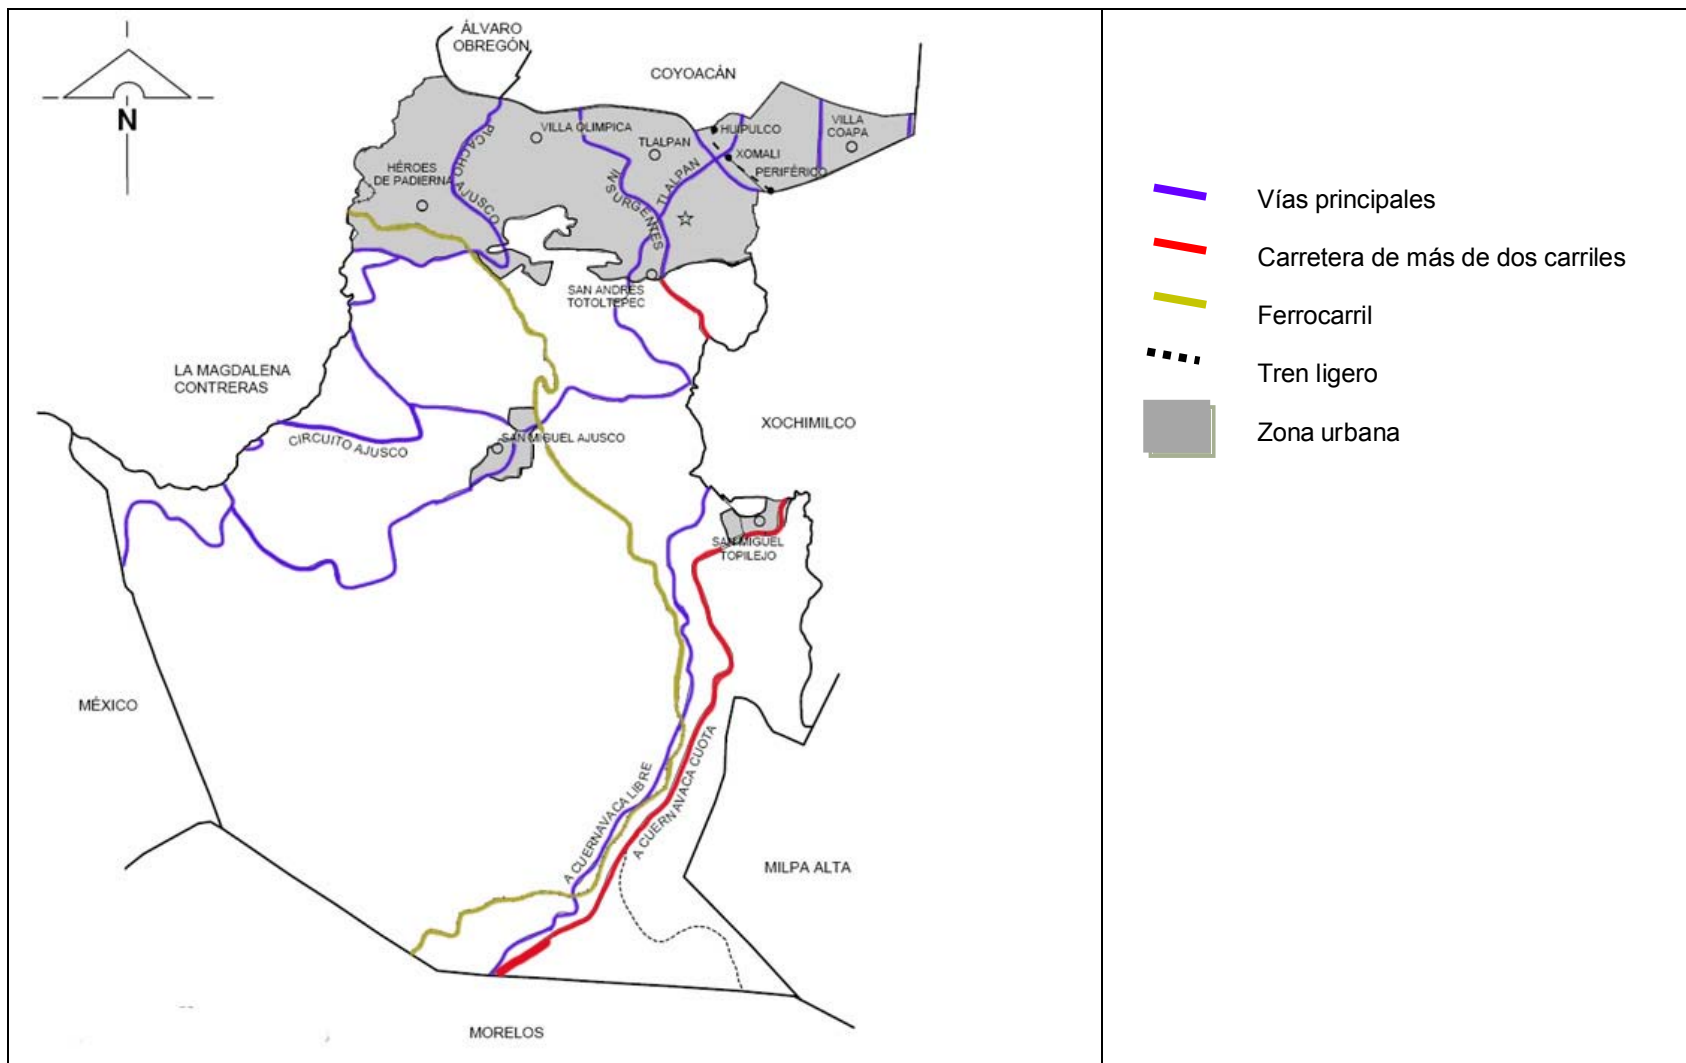 ÁLVARO
OBREGÓN
COYOACÁN
N
PICACHO AJUSCO
VILLA OLIMPICA
HUIPULCO
VILLA
COAPA
TLALPAN
XOMALI
HÉROES
DE PADIERNA
PERIFÉRICO
TLALPAN
INSURGENTES
SAN ANDRES
TOTOLTEPEC
LA MAGDALENA
CONTRERAS
XOCHIMILCO
CIRCUITO AJUSCO
SAN MIGUEL AJUSCO
SAN MIGUEL
TOPILEJO
MÉXICO
A CUERNAVACA LIBRE
A CUERNAVACA CUOTA
MILPA ALTA
MORELOS
Vías principales
Carretera de más de dos carriles
Ferrocarril
Tren ligero
Zona urbana